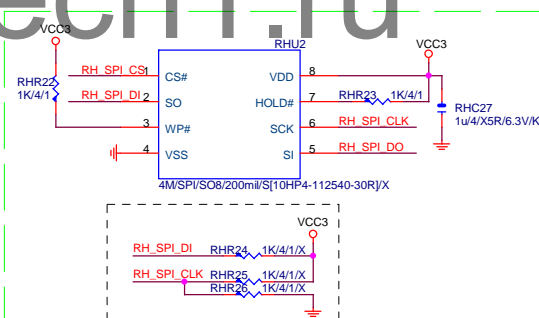 ech1.ru
VCC3
RHU2
VCC3
RH_SPI_CS 1 CS# VDD 8
RHR22
1K/4/1
RH_SPI_DI 2 SO HOLD# 7 RHR23 1K/4/1
RHC27
1u/4/X5R/6.3V/K
3 WP# SCK 6 RH_SPI_CLK
4 VSS SI 5 RH_SPI_DO
4M/SPI/SO8/200mil/S[10HP4-112540-30R]/X
VCC3
RH_SPI_DI RHR24 1K/4/1/X
RH_SPI_CLK RHR25 1K/4/1/X
RHR26 1K/4/1/X